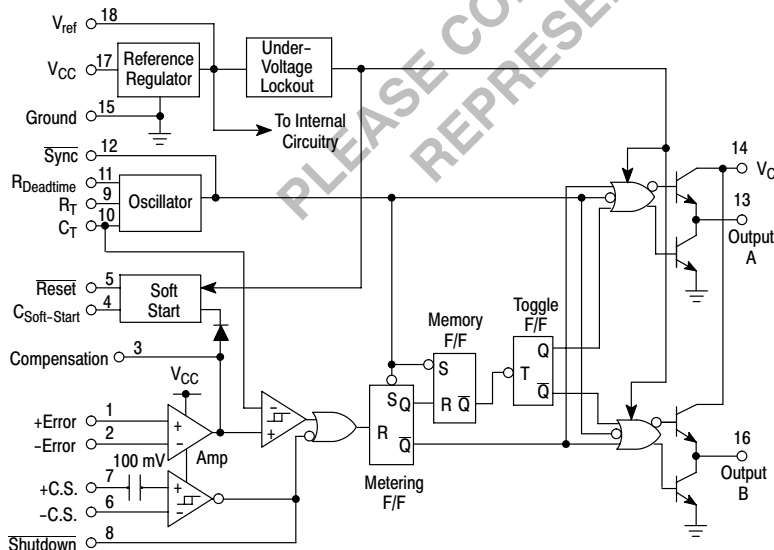 PLEASE CO
REPRESE
Vref
18
VCC
17
Reference
Regulator
Under-
Voltage
Lockout
Ground
15
To Internal
Circuitry
Sync
12
RDeadtime
11
RT
9
CT
10
Oscillator
14
VC
13
Output
A
Reset
5
CSoft-Start
4
Soft
Start
Compensation
3
Memory
F/F
Toggle
F/F
VCC
S
R
Q
T
Q
Q
+Error
1
-Error
2
+
-
Amp
-
+
S
Q
R
Q
Metering
F/F
100 mV
+C.S.
7
-C.S.
6
+
-
Shutdown
8
16
Output
B